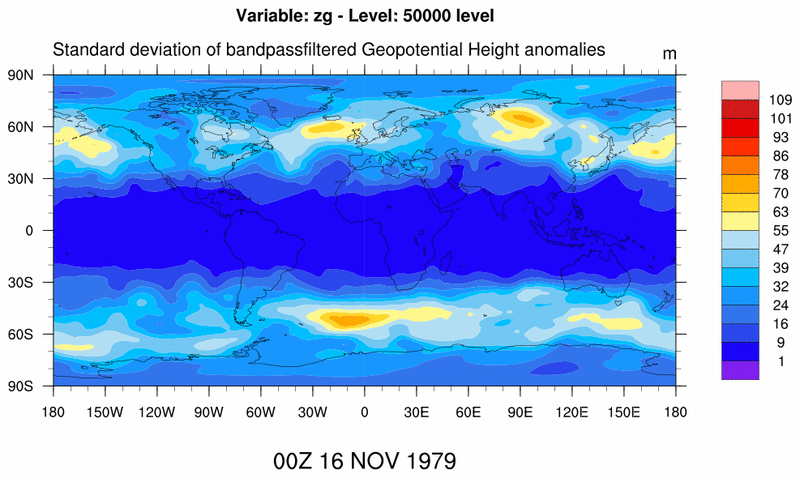 Variable: zg - Level: 50000 level
Standard deviation of bandpassfiltered Geopotential Height anomalies
m
90N
60N
30N
0
30S
60S
90S
180 150W 120W 90W 60W 30W 0 30E 60E 90E 120E 150E 180
109
101
93
86
78
70
63
55
47
39
32
24
16
9
1
00Z 16 NOV 1979